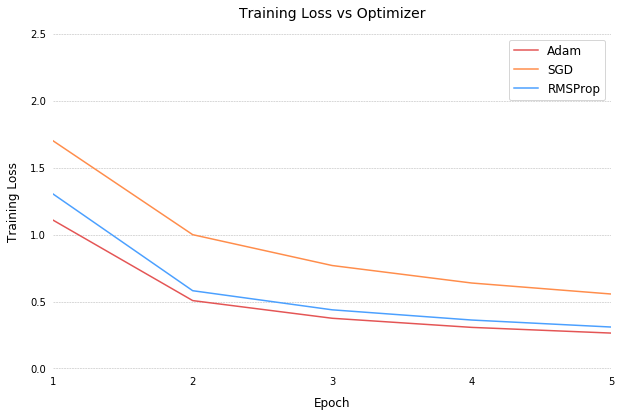 Training Loss vs Optimizer
2.5
2.0
1.5
1.0
0.5
0.0
Training Loss
Adam
SGD
RMSProp
1 2 3 4 5
Epoch